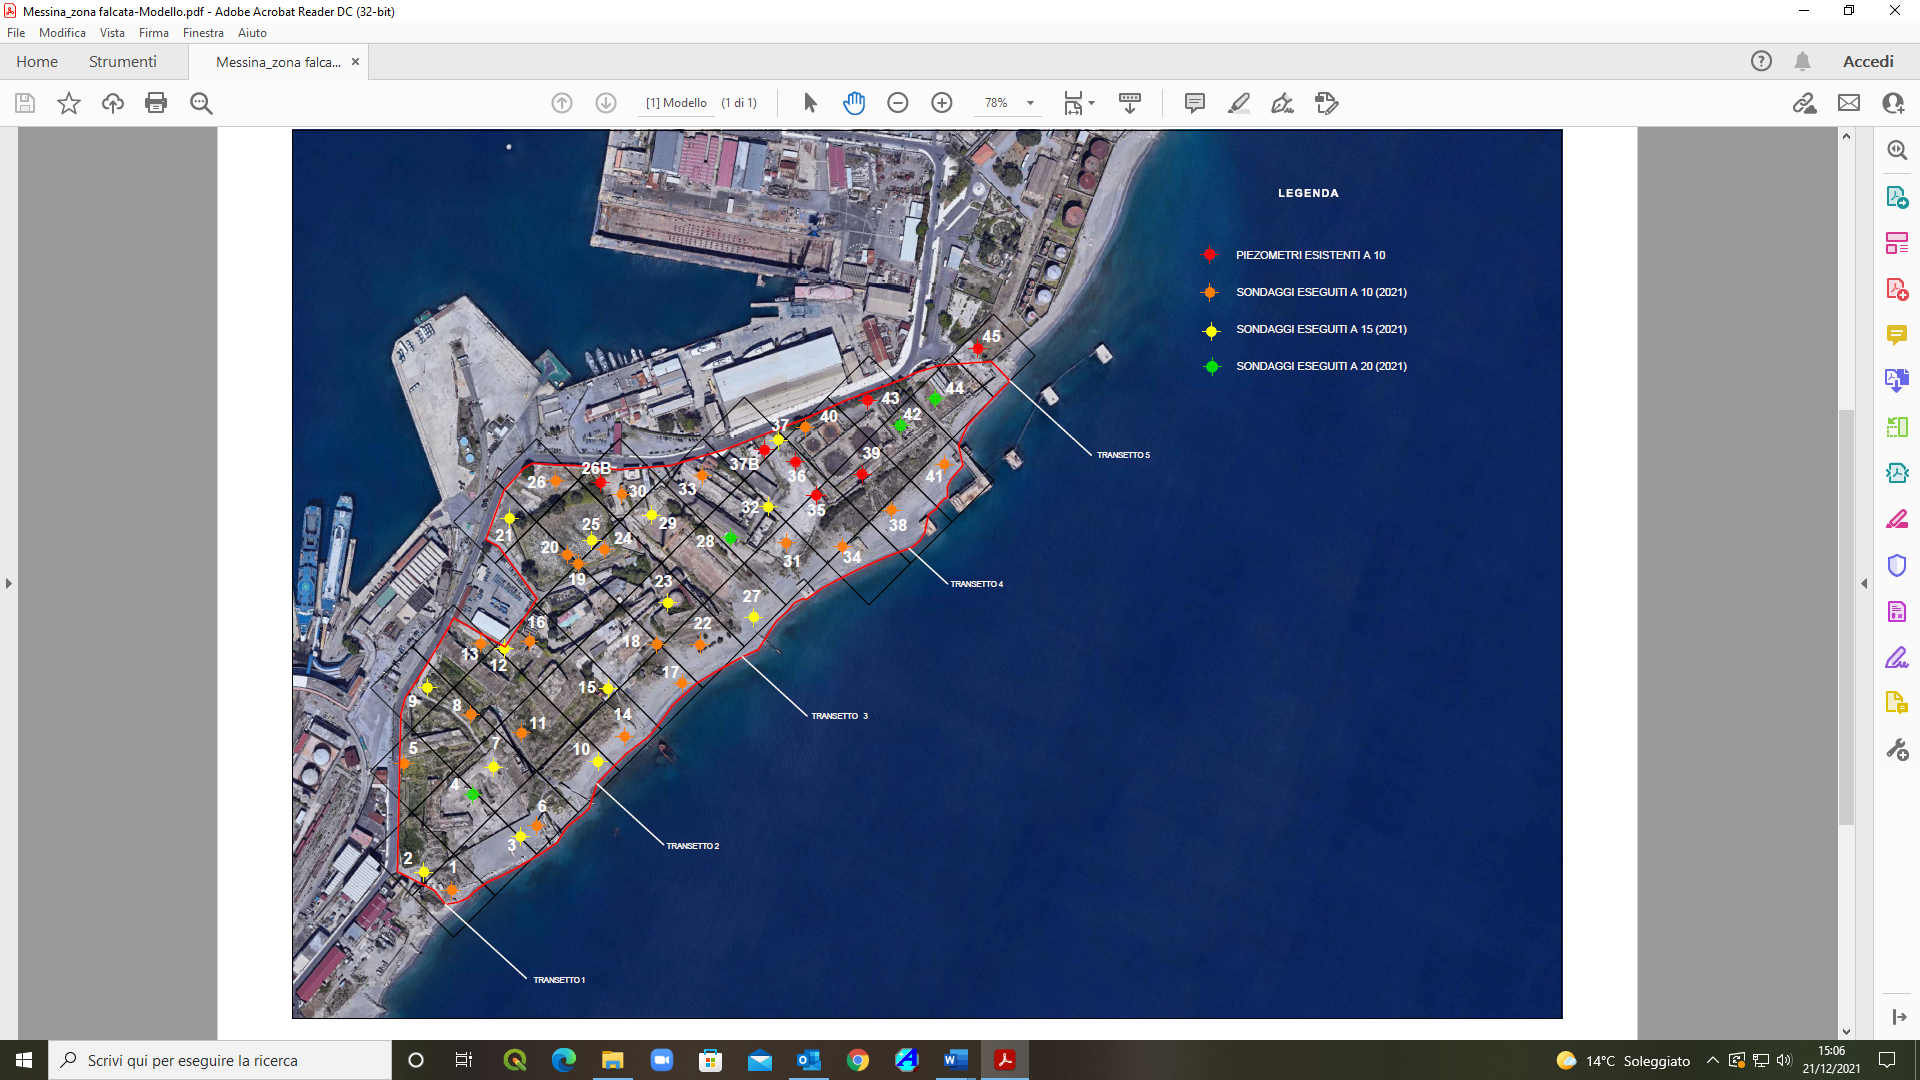 Messina_zona falcata-Modello.pdf - Adobe Acrobat Reader DC (32-bit)
File Modifica Vista Firma Finestra Aiuto
Home Strumenti Messina_zona falca... × Accedi
[1] Modello (1 di 1) 78%
LEGENDA
PIEZOMETRI ESISTENTI A 10
SONDAGGI ESEGUITI A 10 (2021)
SONDAGGI ESEGUITI A 15 (2021)
SONDAGGI ESEGUITI A 20 (2021)
45
44
43
42
40
37
39
37B
36
41
26B
26
30
33
32
35
38
29
25
21
24
28
20
31
34
19
23
27
16
22
18
13
12
17
15
9
8
14
11
5
7
10
4
6
3
2
1
TRANSETTO 5
TRANSETTO 4
TRANSETTO 3
TRANSETTO 2
TRANSETTO 1
Scrivi qui per eseguire la ricerca
14°C Soleggiato
15:06
21/12/2021